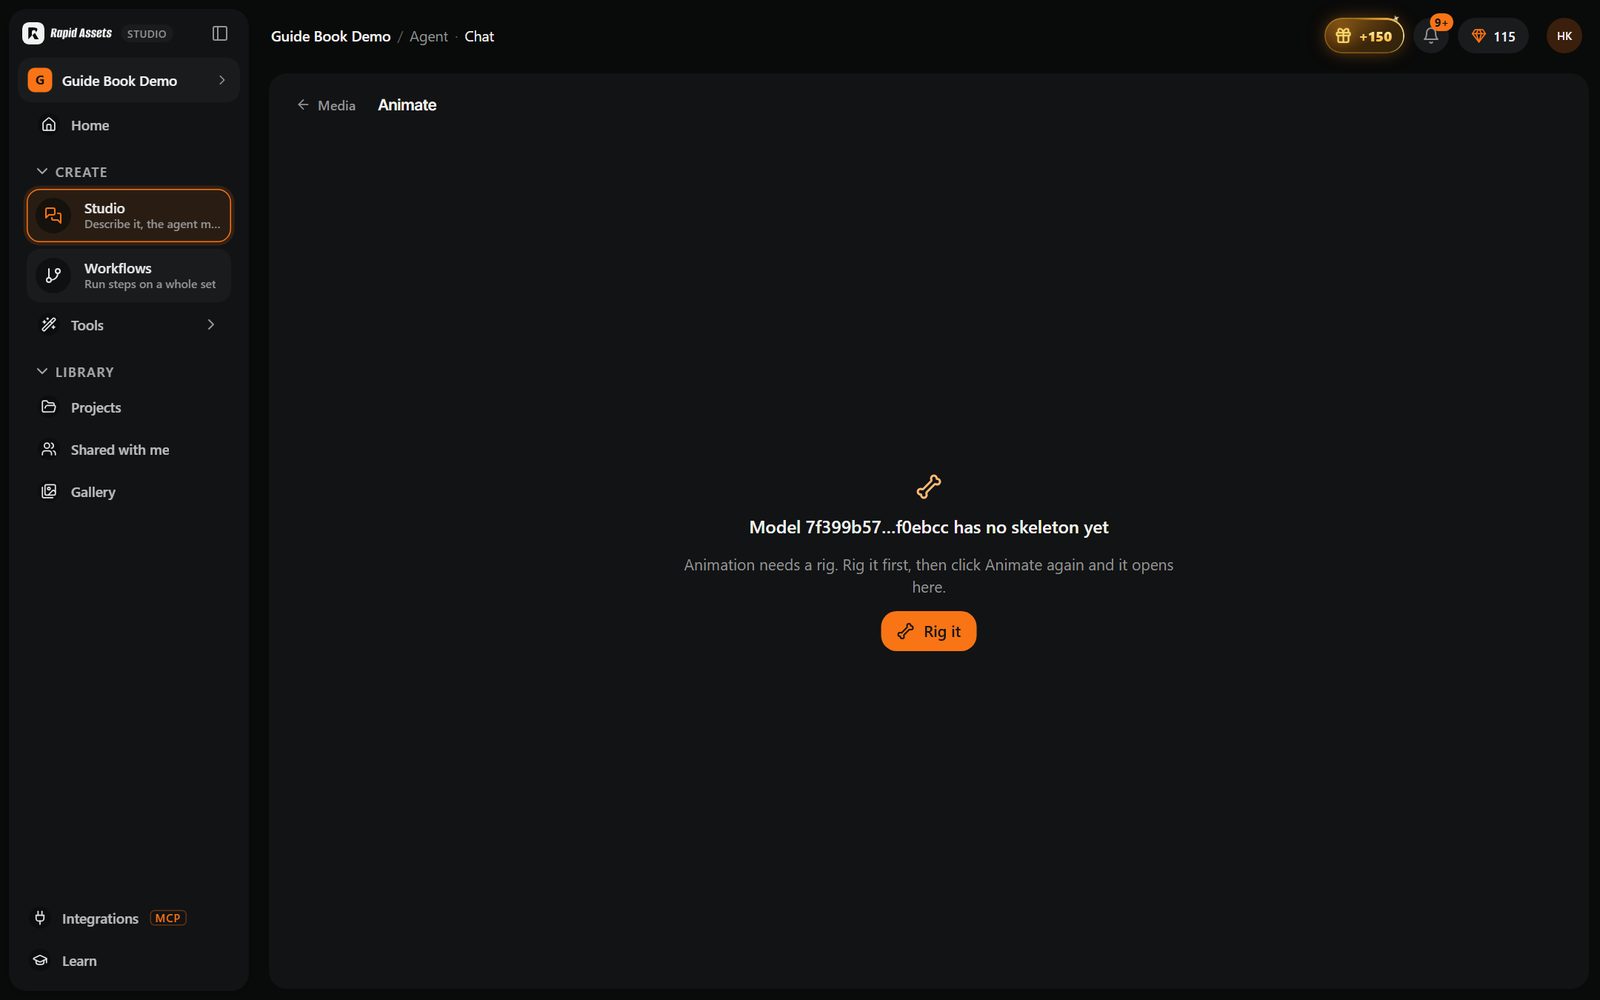 Rapid Assets STUDIO
Guide Book Demo / Agent · Chat
+150
9+
115
HK
G Guide Book Demo
Home
CREATE
Studio
Describe it, the agent m...
Workflows
Run steps on a whole set
Tools
LIBRARY
Projects
Shared with me
Gallery
Integrations MCP
Learn
Media Animate
Model 7f399b57...f0ebcc has no skeleton yet
Animation needs a rig. Rig it first, then click Animate again and it opens
here.
Rig it